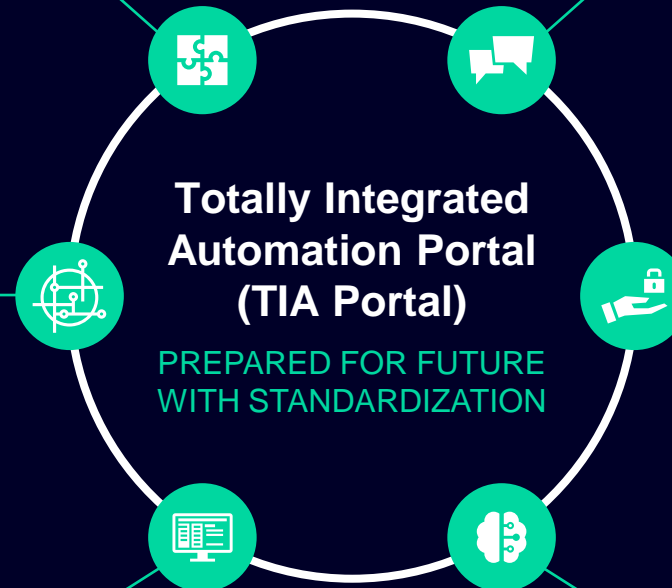 Totally Integrated
Automation Portal
(TIA Portal)
PREPARED FOR FUTURE
WITH STANDARDIZATION